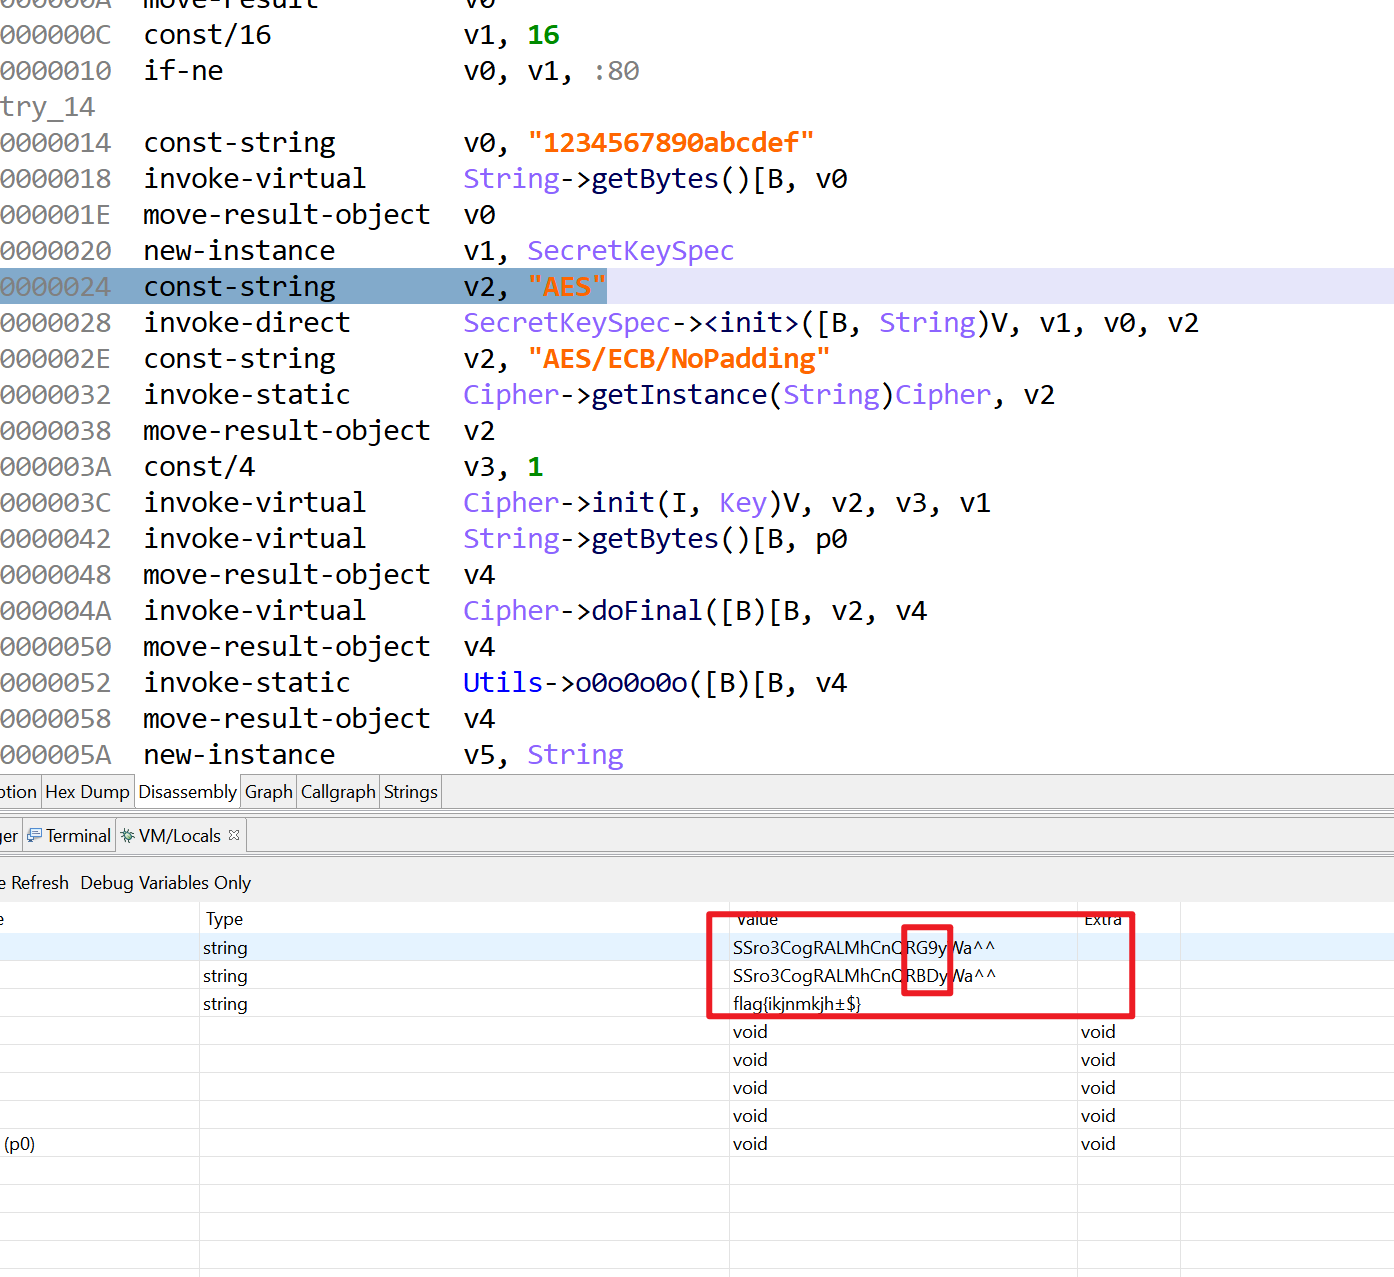 000000A move-result v0
000000C const/16 v1, 16
0000010 if-ne v0, v1, :80
try_14
0000014 const-string v0, "1234567890abcdef"
0000018 invoke-virtual String->getBytes()[B, v0
000001E move-result-object v0
0000020 new-instance v1, SecretKeySpec
0000024 const-string v2, "AES"
0000028 invoke-direct SecretKeySpec-><init>([B, String)V, v1, v0, v2
000002E const-string v2, "AES/ECB/NoPadding"
0000032 invoke-static Cipher->getInstance(String)Cipher, v2
0000038 move-result-object v2
000003A const/4 v3, 1
000003C invoke-virtual Cipher->init(I, Key)V, v2, v3, v1
0000042 invoke-virtual String->getBytes()[B, p0
0000048 move-result-object v4
000004A invoke-virtual Cipher->doFinal([B)[B, v2, v4
0000050 move-result-object v4
0000052 invoke-static Utils->o0o0o0o([B)[B, v4
0000058 move-result-object v4
000005A new-instance v5, String
ption Hex Dump Disassembly Graph Callgraph Strings
ger Terminal VM/Locals
e Refresh Debug Variables Only
e Type Value Extra
string SSro3CogRALMhCnQRG9yWa^^
string SSro3CogRALMhCnQRBDyWa^^
string flag{ikjnmkjh±$}
void void
void void
void void
void void
(p0) void void